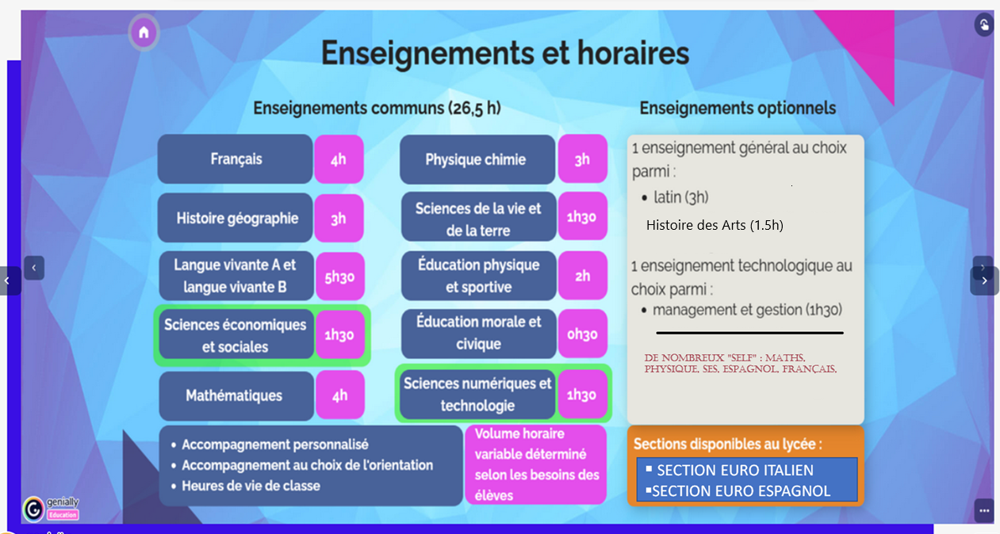 Enseignements et horaires
Enseignements communs (26,5 h)
Français
4h
Physique chimie
3h
Histoire géographie
3h
Sciences de la vie et
de la terre
1h30
Langue vivante A et
langue vivante B
5h30
Éducation physique
et sportive
2h
Sciences économiques
et sociales
1h30
Éducation morale et
civique
0h30
Mathématiques
4h
Sciences numériques et
technologie
1h30
• Accompagnement personnalisé
• Accompagnement au choix de l'orientation
• Heures de vie de classe
Volume horaire
variable déterminé
selon les besoins des
élèves
Enseignements optionnels
1 enseignement général au choix
parmi :
• latin (3h)
Histoire des Arts (1.5h)
1 enseignement technologique au
choix parmi :
• management et gestion (1h30)
DE NOMBREUX "SELF" : MATHS,
PHYSIQUE, SES, ESPAGNOL, FRANÇAIS,
Sections disponibles au lycée :
▪ SECTION EURO ITALIEN
▪SECTION EURO ESPAGNOL
genially
Education